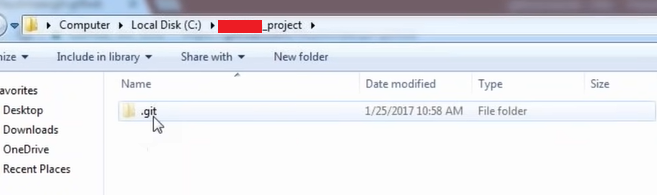 Computer ▸ Local Disk (C:) ▸ _project ▸
nize ▾ Include in library ▾ Share with ▾ New folder
avorites
Desktop
Downloads
OneDrive
Recent Places
Name Date modified Type Size
.git 1/25/2017 10:58 AM File folder